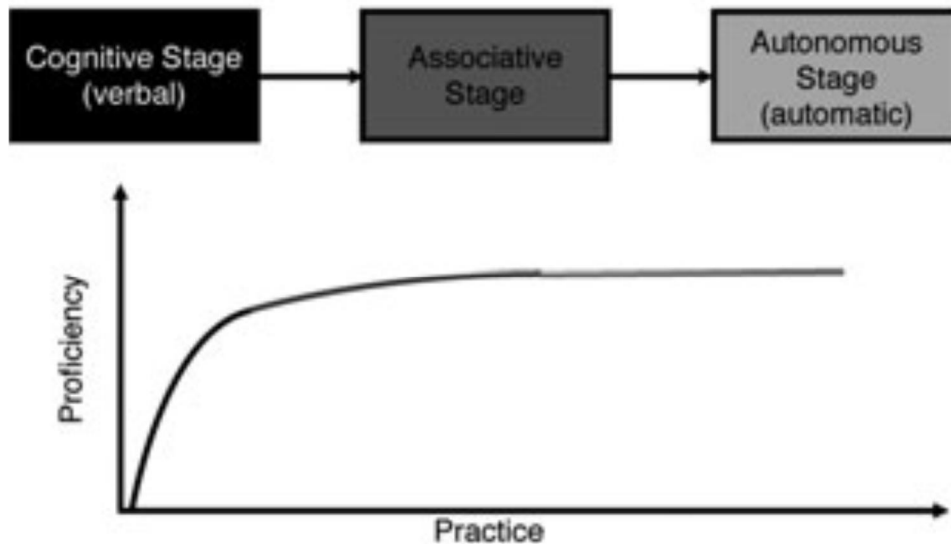 Cognitive Stage
(verbal)
Associative
Stage
Autonomous
Stage
(automatic)
Proficiency
Practice